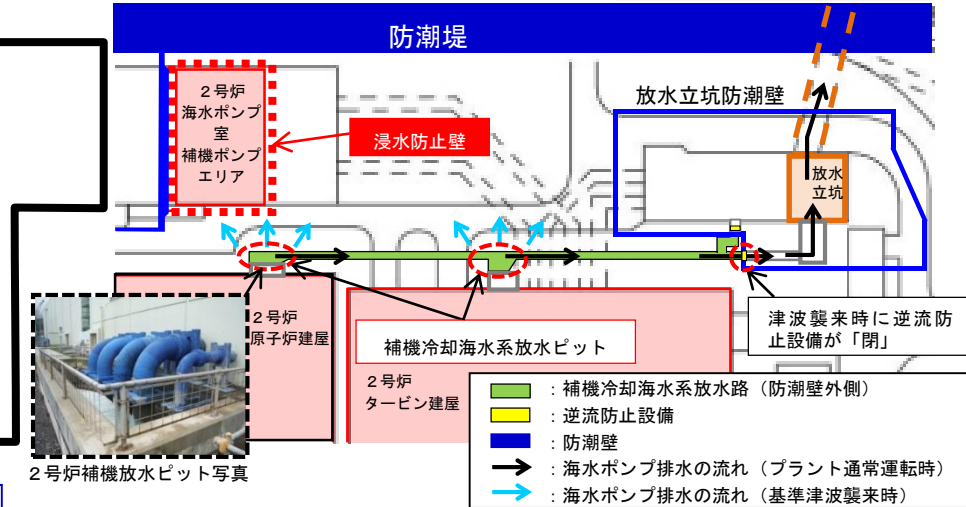 防潮堤
２号炉
海水ポンプ
室
補機ポンプ
エリア
浸水防止壁
放水立坑防潮壁
放水
立坑
２号炉
原子炉建屋
補機冷却海水系放水ピット
２号炉
タービン建屋
津波襲来時に逆流防
止設備が「閉」
２号炉補機放水ピット写真
：補機冷却海水系放水路（防潮壁外側）
：逆流防止設備
：防潮壁
：海水ポンプ排水の流れ（プラント通常運転時）
：海水ポンプ排水の流れ（基準津波襲来時）